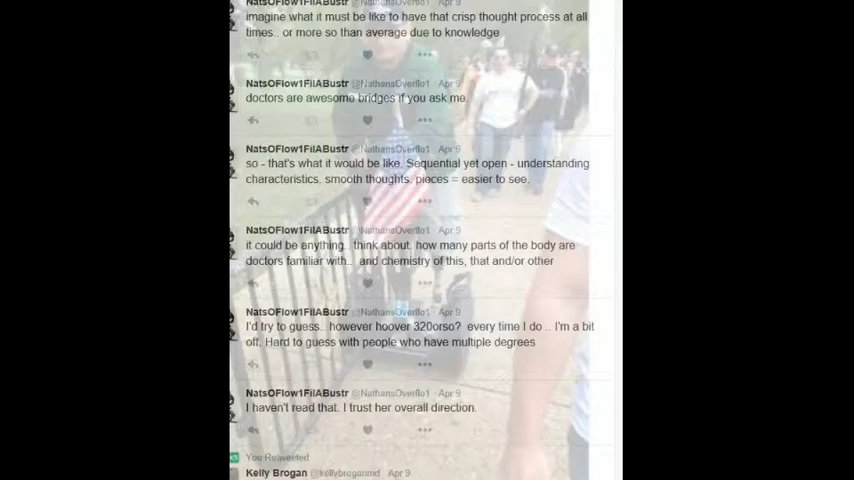 NatsOFlow1FilABustr @NathansOverflo1 · Apr 9
imagine what it must be like to have that crisp thought process at all
times.. or more so than average due to knowledge
NatsOFlow1FilABustr @NathansOverflo1 · Apr 9
doctors are awesome bridges if you ask me.
NatsOFlow1FilABustr @NathansOverflo1 · Apr 9
so - that's what it would be like. Sequential yet open - understanding
characteristics. smooth thoughts. pieces = easier to see.
NatsOFlow1FilABustr @NathansOverflo1 · Apr 9
it could be anything.. think about. how many parts of the body are
doctors familiar with.. and chemistry of this, that and/or other
NatsOFlow1FilABustr @NathansOverflo1 · Apr 9
I'd try to guess.. however hoover 320orso? every time I do .. I'm a bit
off. Hard to guess with people who have multiple degrees
NatsOFlow1FilABustr @NathansOverflo1 · Apr 9
I haven't read that. I trust her overall direction.
You Retweeted
Kelly Brogan @kellybroganmd · Apr 9